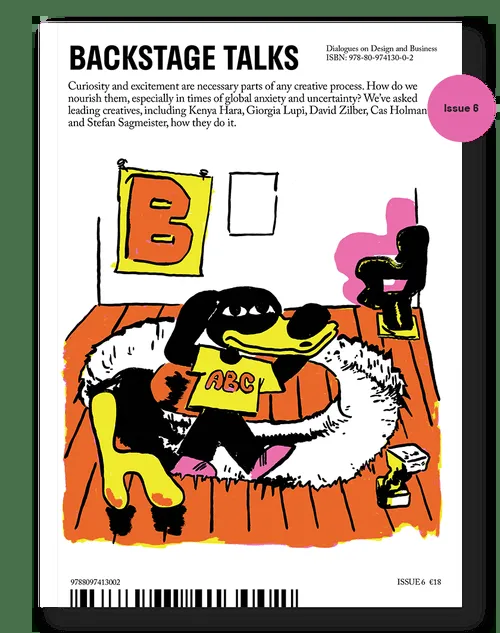 BACKSTAGE TALKS
Dialogues on Design and Business
ISBN: 978-80-974130-0-2
Curiosity and excitement are necessary parts of any creative process. How do we
nourish them, especially in times of global anxiety and uncertainty? We've asked
leading creatives, including Kenya Hara, Giorgia Lupi, David Zilber, Cas Holman
and Stefan Sagmeister, how they do it.
Issue 6
B
ABC
9788097413002
ISSUE 6 €18